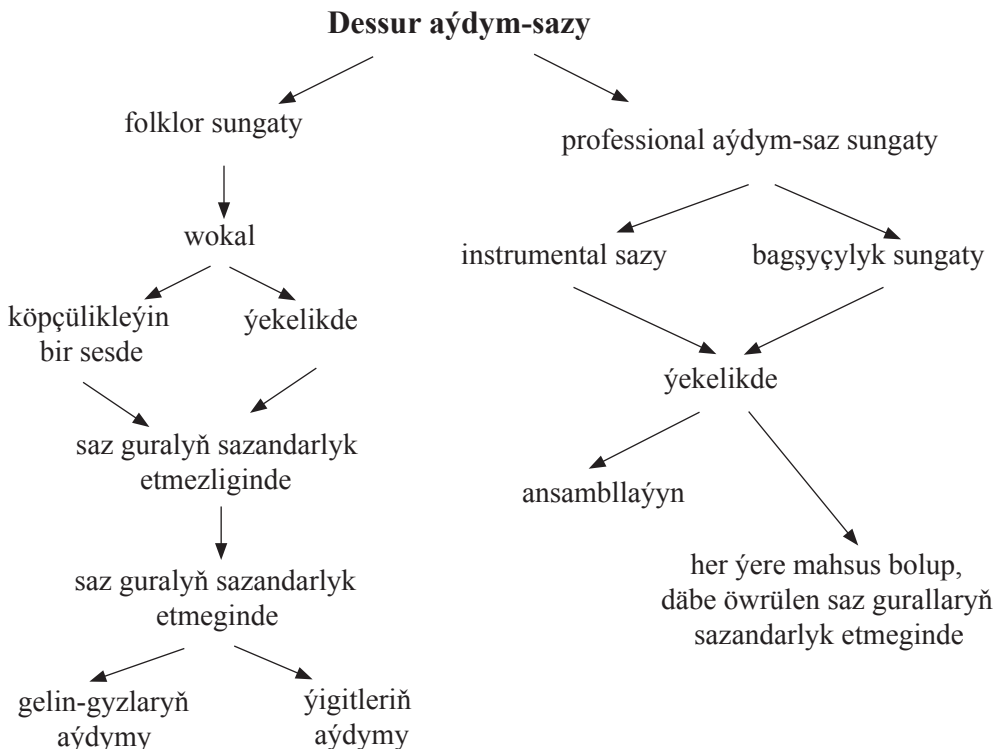 Dessur aýdym-sazy
folklor sungaty
professional aýdym-saz sungaty
wokal
instrumental sazy
bagşyçylyk sungaty
köpçülikleýin
bir sesde
ýekelikde
ýekelikde
saz guralyň sazandarlyk
etmezliginde
ansambllaýyn
saz guralyň sazandarlyk
etmeginde
her ýere mahsus bolup,
däbe öwrülen saz gurallaryň
sazandarlyk etmeginde
gelin-gyzlaryň
aýdymy
ýigitleriň
aýdymy